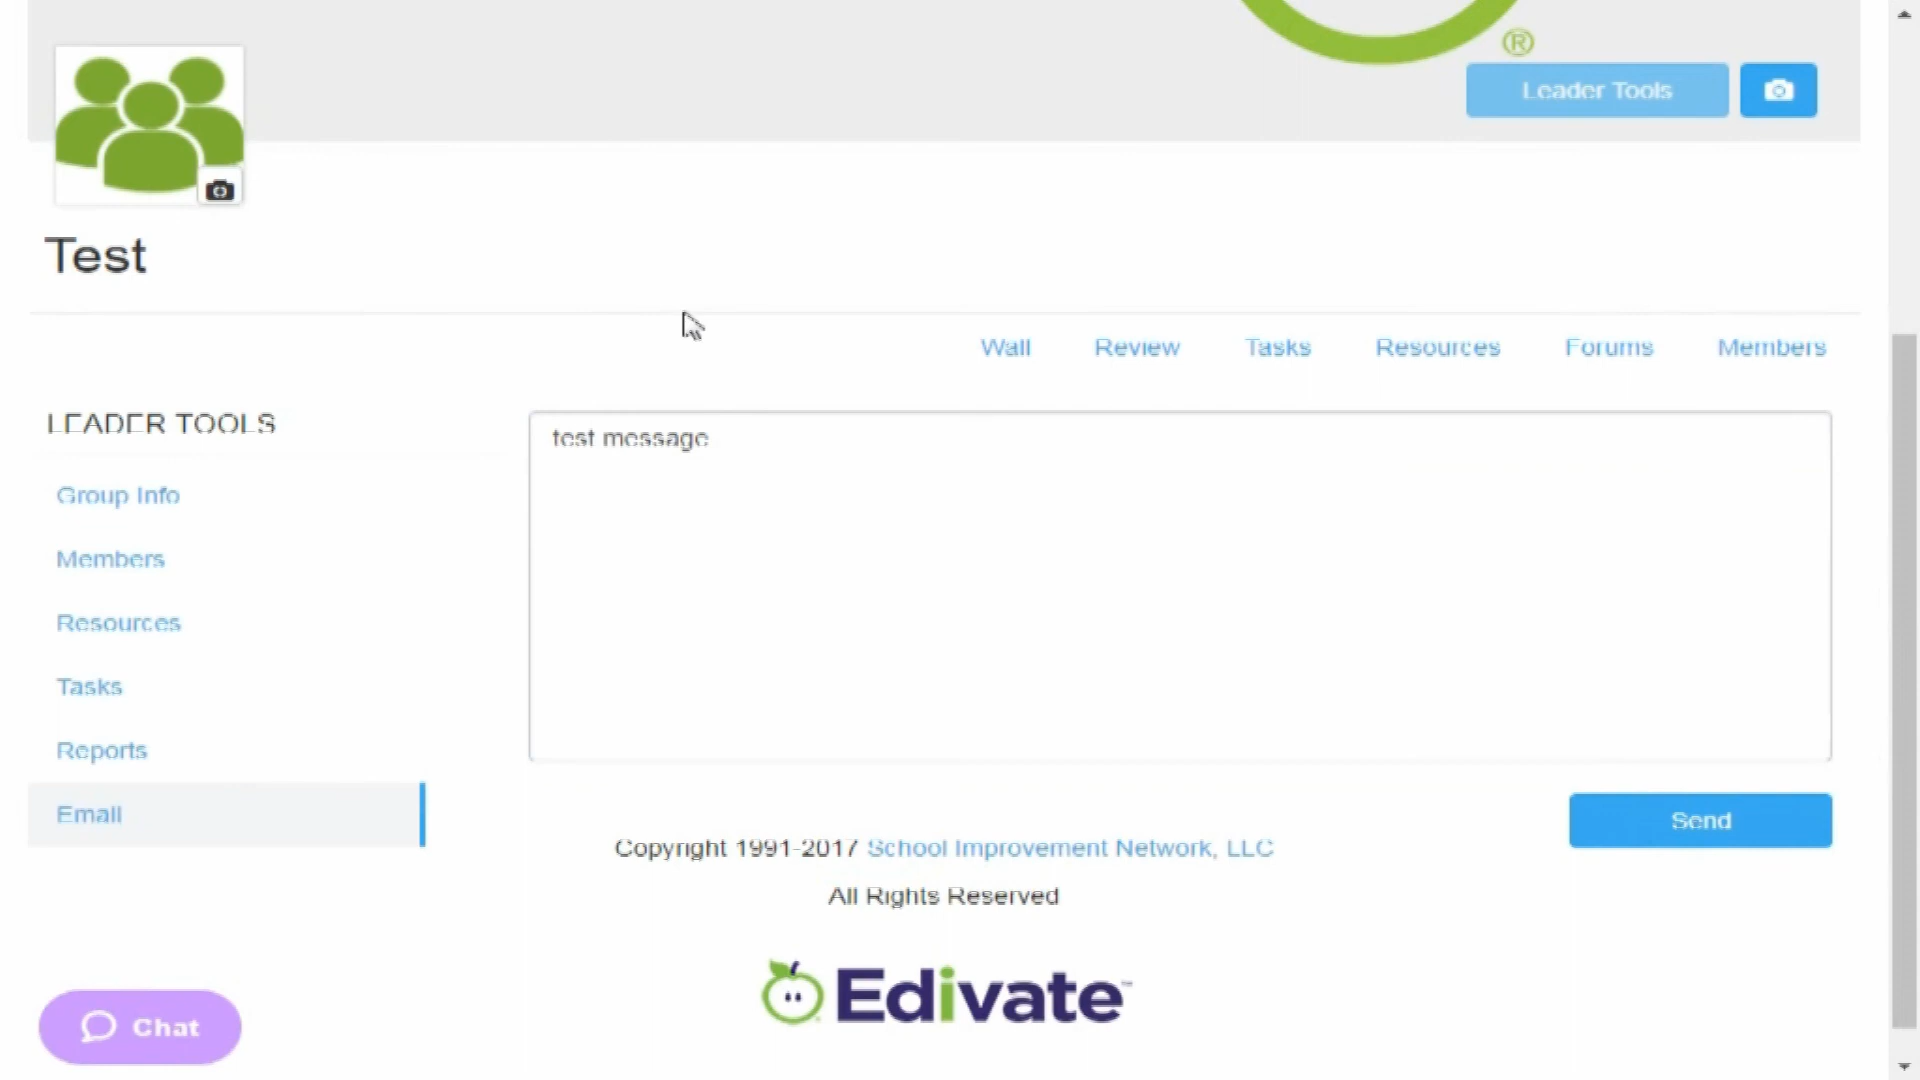 ®
Leader Tools
Test
Wall Review Tasks Resources Forums Members
LEADER TOOLS
test message
Group Info
Members
Resources
Tasks
Reports
Email
Send
Copyright 1991-2017 School Improvement Network, LLC
All Rights Reserved
Edivate™
Chat